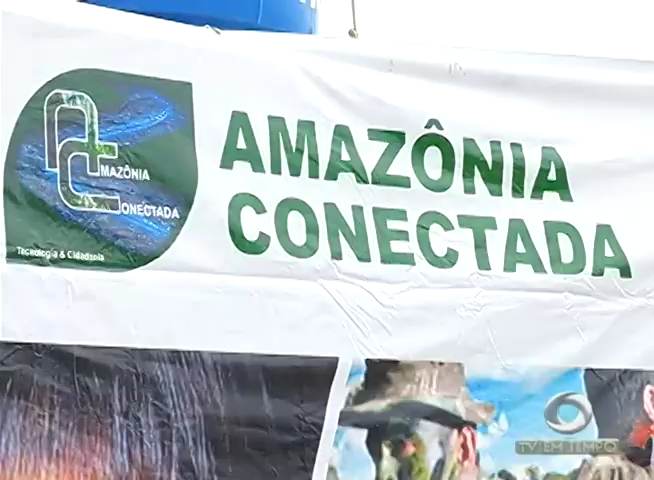 AMAZÔNIA
CONECTADA
AMAZÔNIA
CONECTADA
Tecnologia & Cidadania
TV EM TEMPO